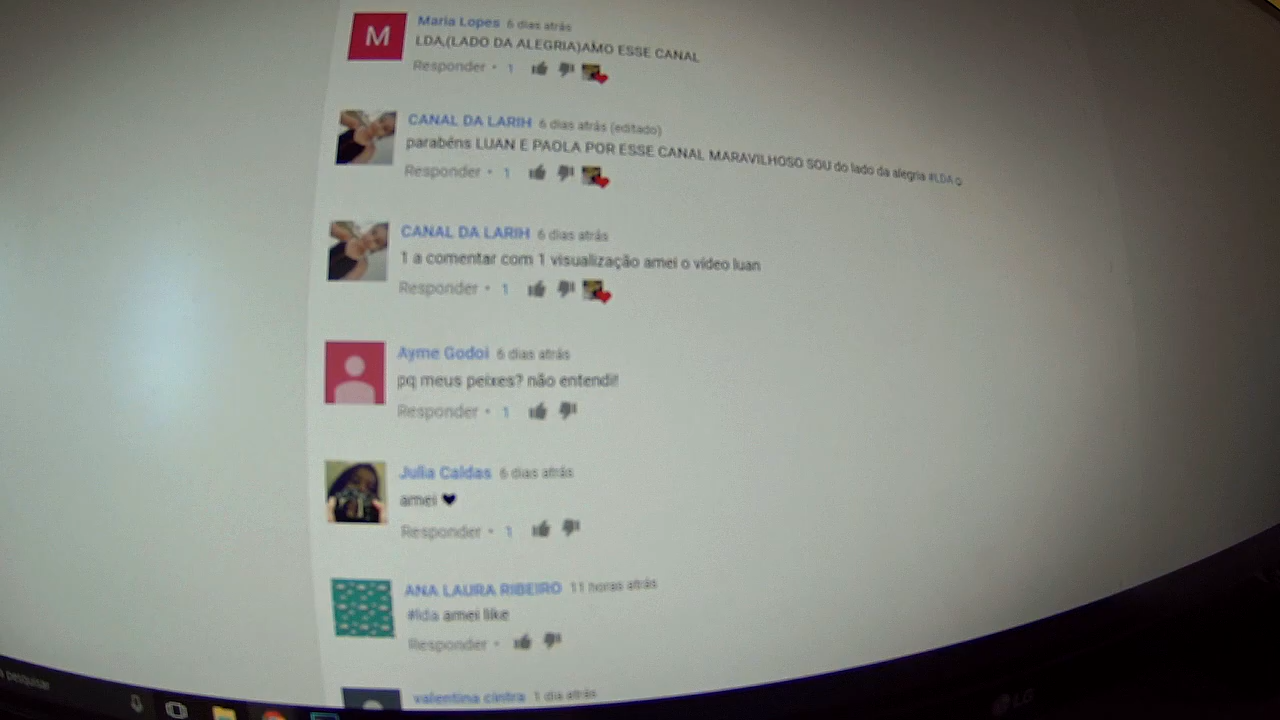 M
Maria Lopes 6 dias atrás
LDA,(LADO DA ALEGRIA)AMO ESSE CANAL
Responder • 1
CANAL DA LARIH 6 dias atrás (editado)
parabéns LUAN E PAOLA POR ESSE CANAL MARAVILHOSO SOU do lado da alegria #LDA☺
Responder • 1
CANAL DA LARIH 6 dias atrás
1 a comentar com 1 visualização amei o vídeo luan
Responder • 1
Ayme Godoi 6 dias atrás
pq meus peixes? não entendi!!
Responder • 1
Julia Caldas 6 dias atrás
amei ♥
Responder • 1
ANA LAURA RIBEIRO 11 horas atrás
#lda amei like
Responder •
valentina cintra 1 dia atrás
pesquisar
LG